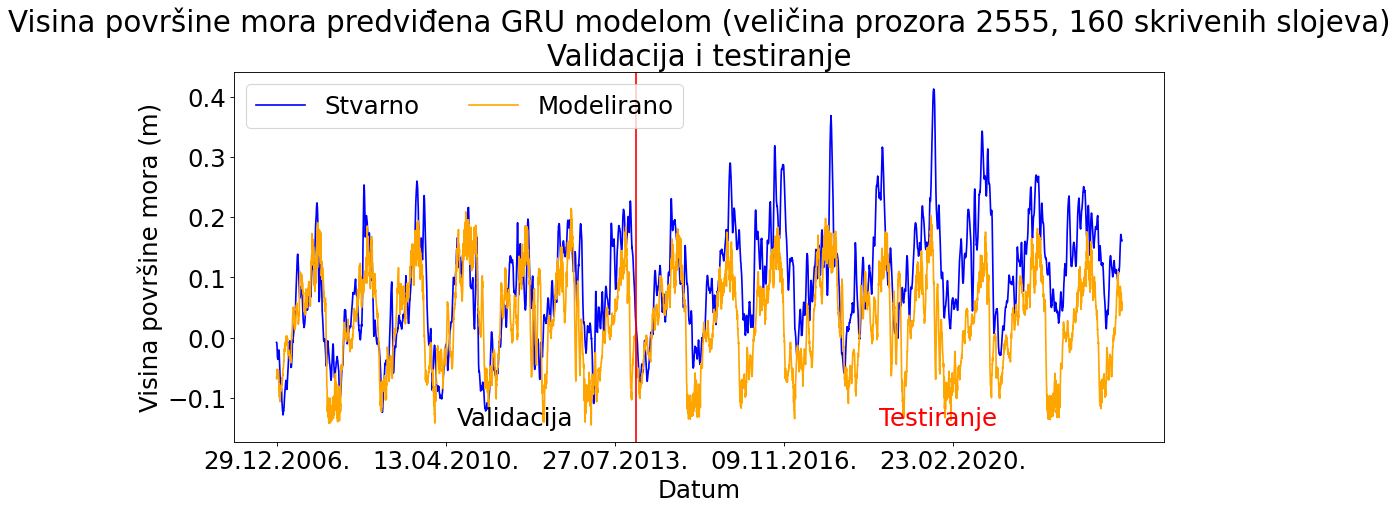 Visina površine mora predviđena GRU modelom (veličina prozora 2555, 160 skrivenih slojeva)
Validacija i testiranje
Stvarno
Modelirano
Visina površine mora (m)
0.4
0.3
0.2
0.1
0.0
−0.1
Validacija
Testiranje
29.12.2006.
13.04.2010.
27.07.2013.
09.11.2016.
23.02.2020.
Datum